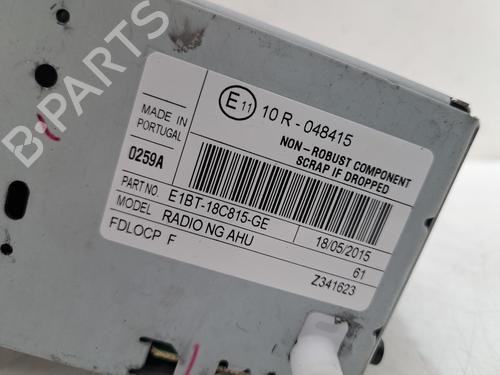 B-PARTS
E 11 10 R - 048415
MADE IN
PORTUGAL
NON-ROBUST COMPONENT
SCRAP IF DROPPED
0259A
PART NO E1BT-18C815-GE
18/05/2015
MODEL RADIO NG AHU
61
FDLOCP F
Z341623